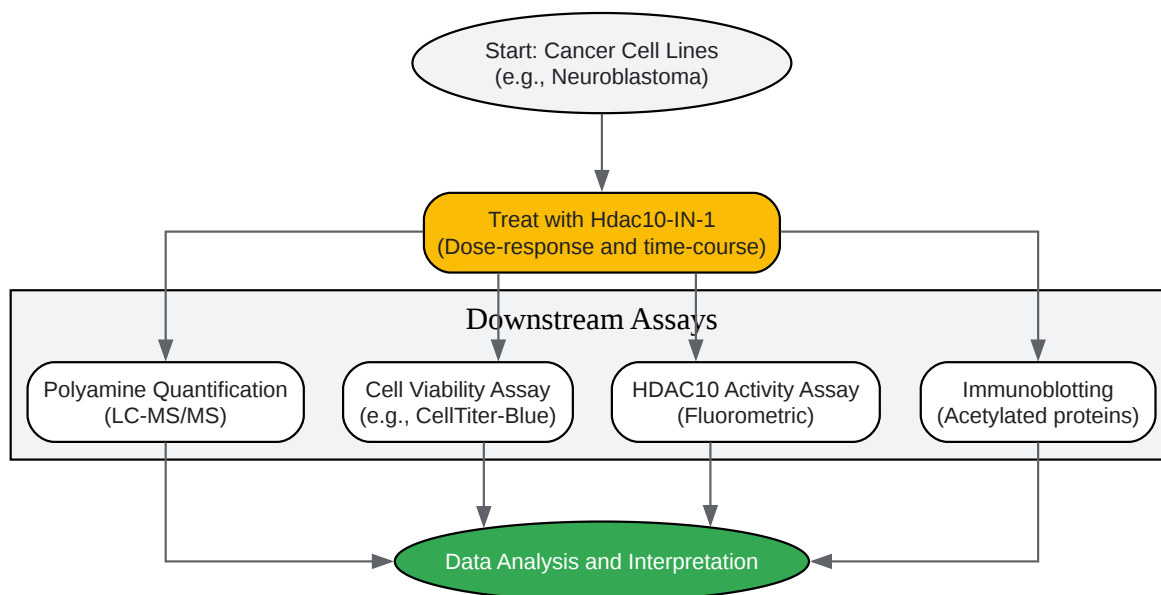 Start: Cancer Cell Lines
(e.g., Neuroblastoma)
Treat with Hdac10-IN-1
(Dose-response and time-course)
Downstream Assays
Polyamine Quantification
(LC-MS/MS)
Cell Viability Assay
(e.g., CellTiter-Blue)
HDAC10 Activity Assay
(Fluorometric)
Immunoblotting
(Acetylated proteins)
Data Analysis and Interpretation